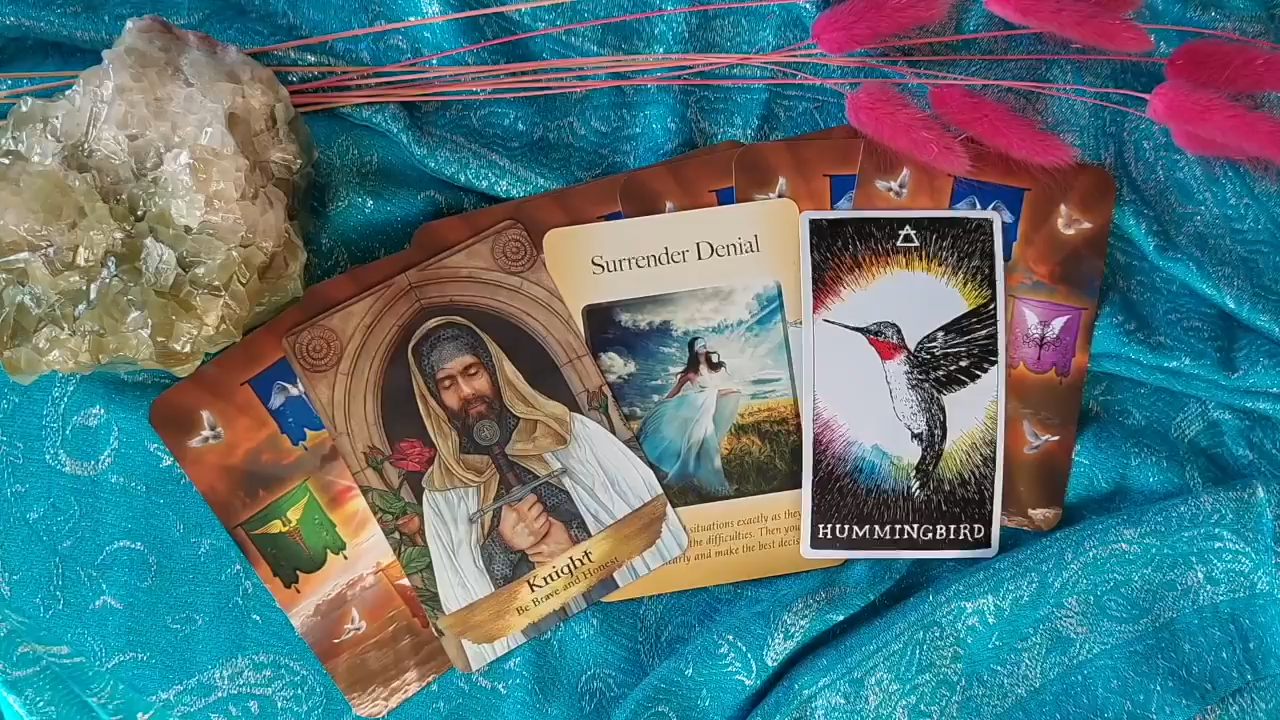 Knight
Be Brave and Honest
Surrender Denial
situations exactly as they
the difficulties. Then you
and make the best
HUMMINGBIRD